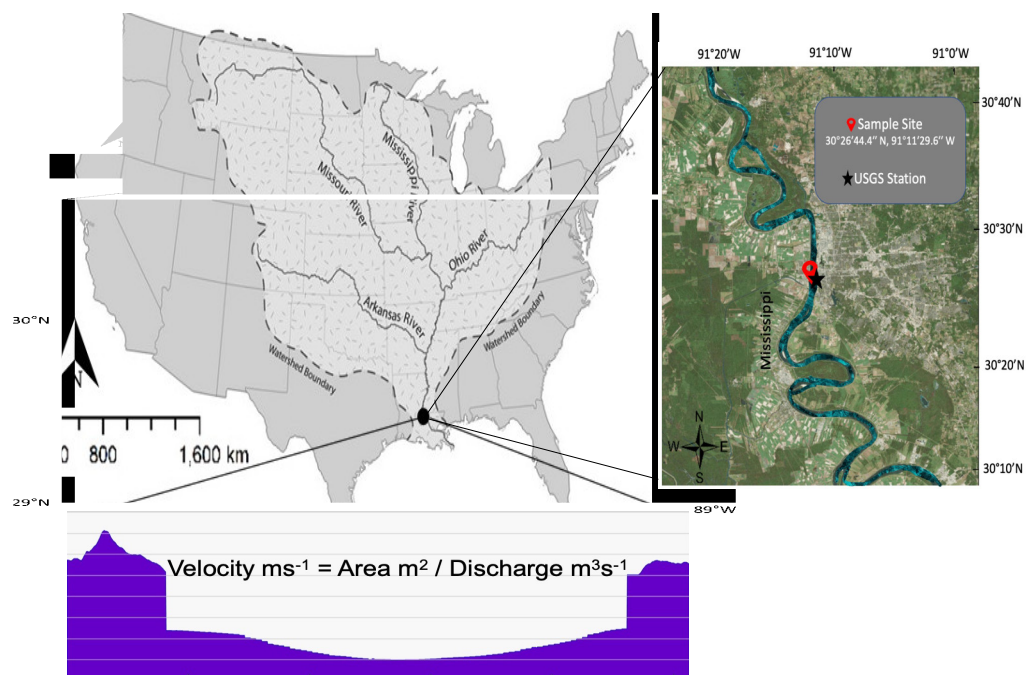 91°20'W 91°10'W 91°0'W
30°40'N
Sample Site
30°26'44.4'' N, 91°11'29.6'' W
USGS Station
30°30'N
Mississippi
30°20'N
N
W E
S
30°10'N
Mississippi River
Missouri River
Ohio River
Arkansas River
Watershed Boundary
Watershed Boundary
30°N
N
0 800 1,600 km
29°N
89°W
Velocity ms-1 = Area m2 / Discharge m3s-1